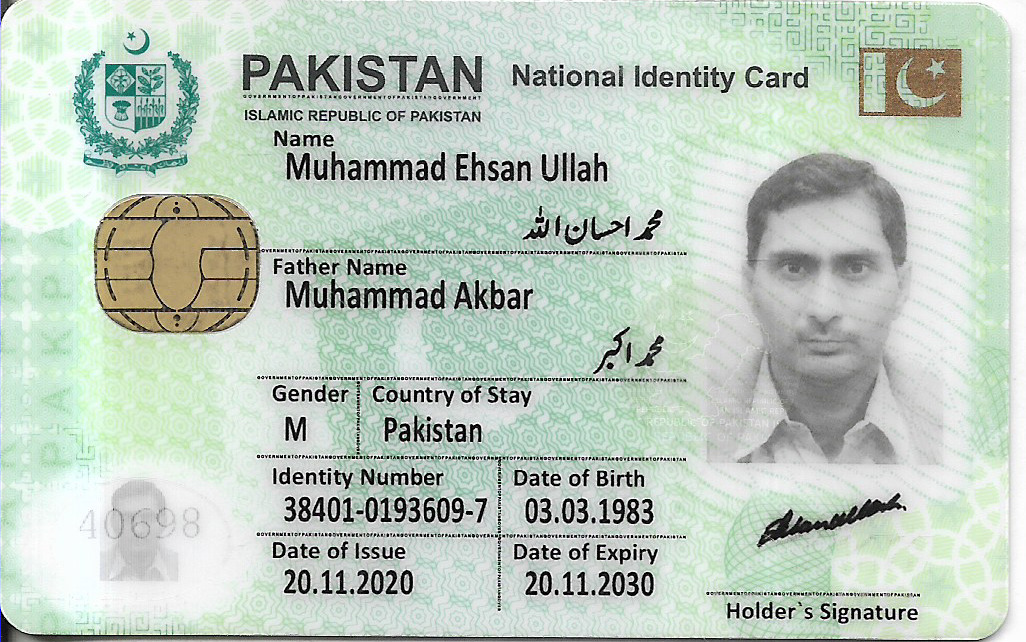 PAKISTAN National Identity Card
ISLAMIC REPUBLIC OF PAKISTAN
Name
Muhammad Ehsan Ullah
محمد احسان اللہ
Father Name
Muhammad Akbar
محمد اکبر
Gender Country of Stay
M Pakistan
Identity Number Date of Birth
38401-0193609-7 03.03.1983
40698
Date of Issue Date of Expiry
20.11.2020 20.11.2030
Holder`s Signature